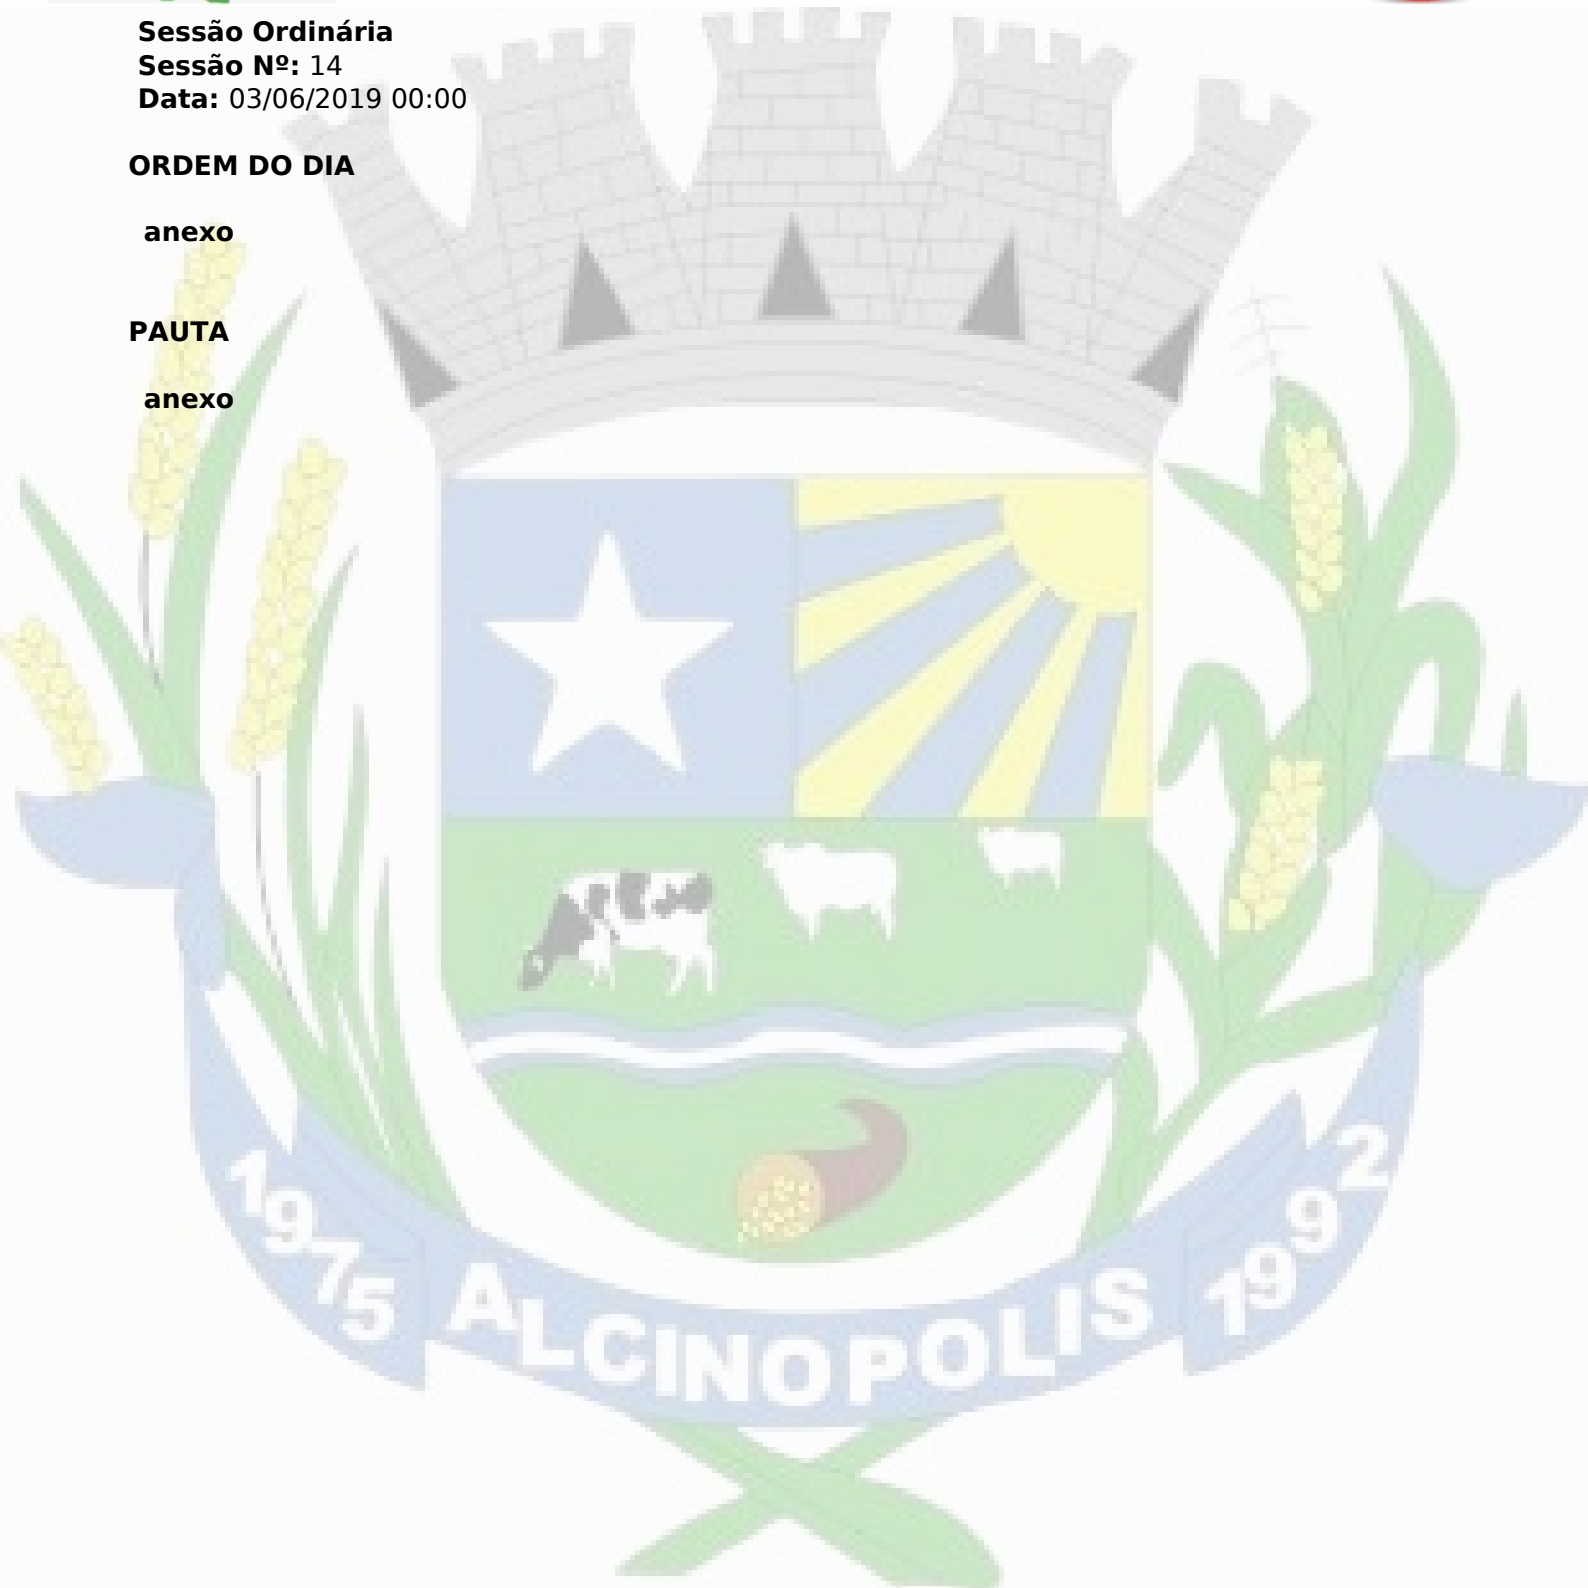 Sessão Ordinária
Sessão Nº: 14
Data: 03/06/2019 00:00
ORDEM DO DIA
anexo
PAUTA
anexo
1975 ALCINOPOLIS 1992